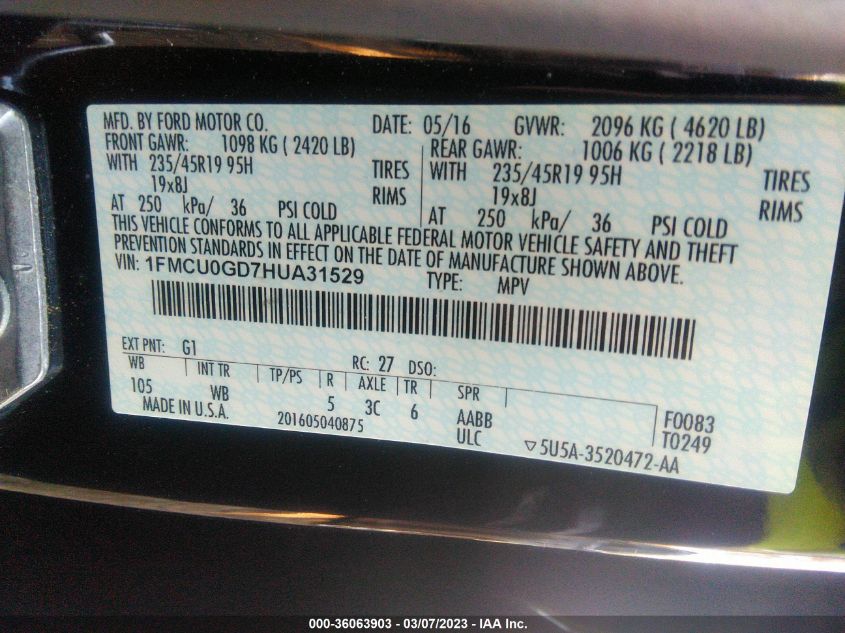 MFD. BY FORD MOTOR CO. DATE: 05/16 GVWR: 2096 KG ( 4620 LB)
FRONT GAWR: 1098 KG ( 2420 LB) REAR GAWR: 1006 KG ( 2218 LB)
WITH 235/45R19 95H TIRES WITH 235/45R19 95H TIRES
19x8J RIMS 19x8J RIMS
AT 250 kPa/ 36 PSI COLD AT 250 kPa/ 36 PSI COLD
THIS VEHICLE CONFORMS TO ALL APPLICABLE FEDERAL MOTOR VEHICLE SAFETY AND THEFT
PREVENTION STANDARDS IN EFFECT ON THE DATE OF MANUFACTURE SHOWN ABOVE.
VIN: 1FMCU0GD7HUA31529 TYPE: MPV
EXT PNT: G1 RC: 27 DSO:
WB INT TR TP/PS R AXLE TR SPR
105 WB 5 3C 6 AABB F0083
MADE IN U.S.A. 201605040875 ULC ▽5U5A-3520472-AA T0249
000-36063903 - 03/07/2023 - IAA Inc.